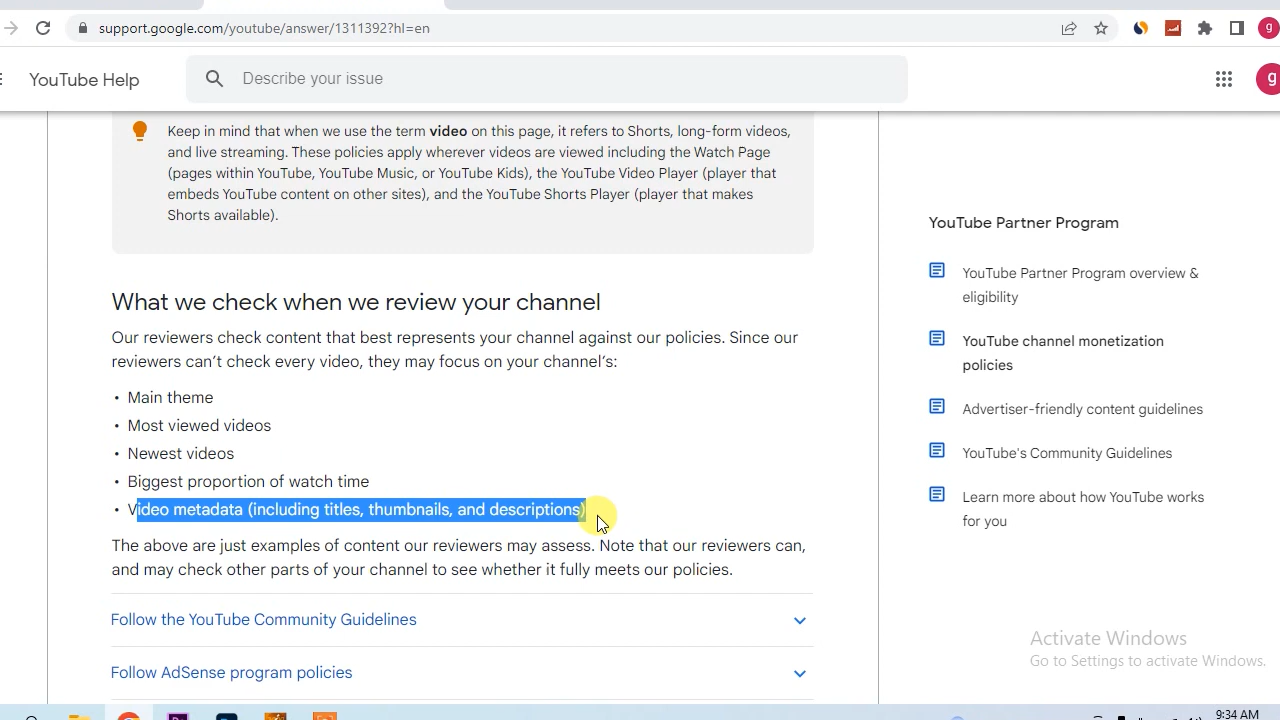 support.google.com/youtube/answer/1311392?hl=en
g
YouTube Help
Describe your issue
g
Keep in mind that when we use the term video on this page, it refers to Shorts, long-form videos,
and live streaming. These policies apply wherever videos are viewed including the Watch Page
(pages within YouTube, YouTube Music, or YouTube Kids), the YouTube Video Player (player that
embeds YouTube content on other sites), and the YouTube Shorts Player (player that makes
Shorts available).
What we check when we review your channel
Our reviewers check content that best represents your channel against our policies. Since our
reviewers can’t check every video, they may focus on your channel’s:
• Main theme
• Most viewed videos
• Newest videos
• Biggest proportion of watch time
• Video metadata (including titles, thumbnails, and descriptions)
The above are just examples of content our reviewers may assess. Note that our reviewers can,
and may check other parts of your channel to see whether it fully meets our policies.
Follow the YouTube Community Guidelines
Follow AdSense program policies
YouTube Partner Program
YouTube Partner Program overview &
eligibility
YouTube channel monetization
policies
Advertiser-friendly content guidelines
YouTube's Community Guidelines
Learn more about how YouTube works
for you
Activate Windows
Go to Settings to activate Windows.
9:34 AM